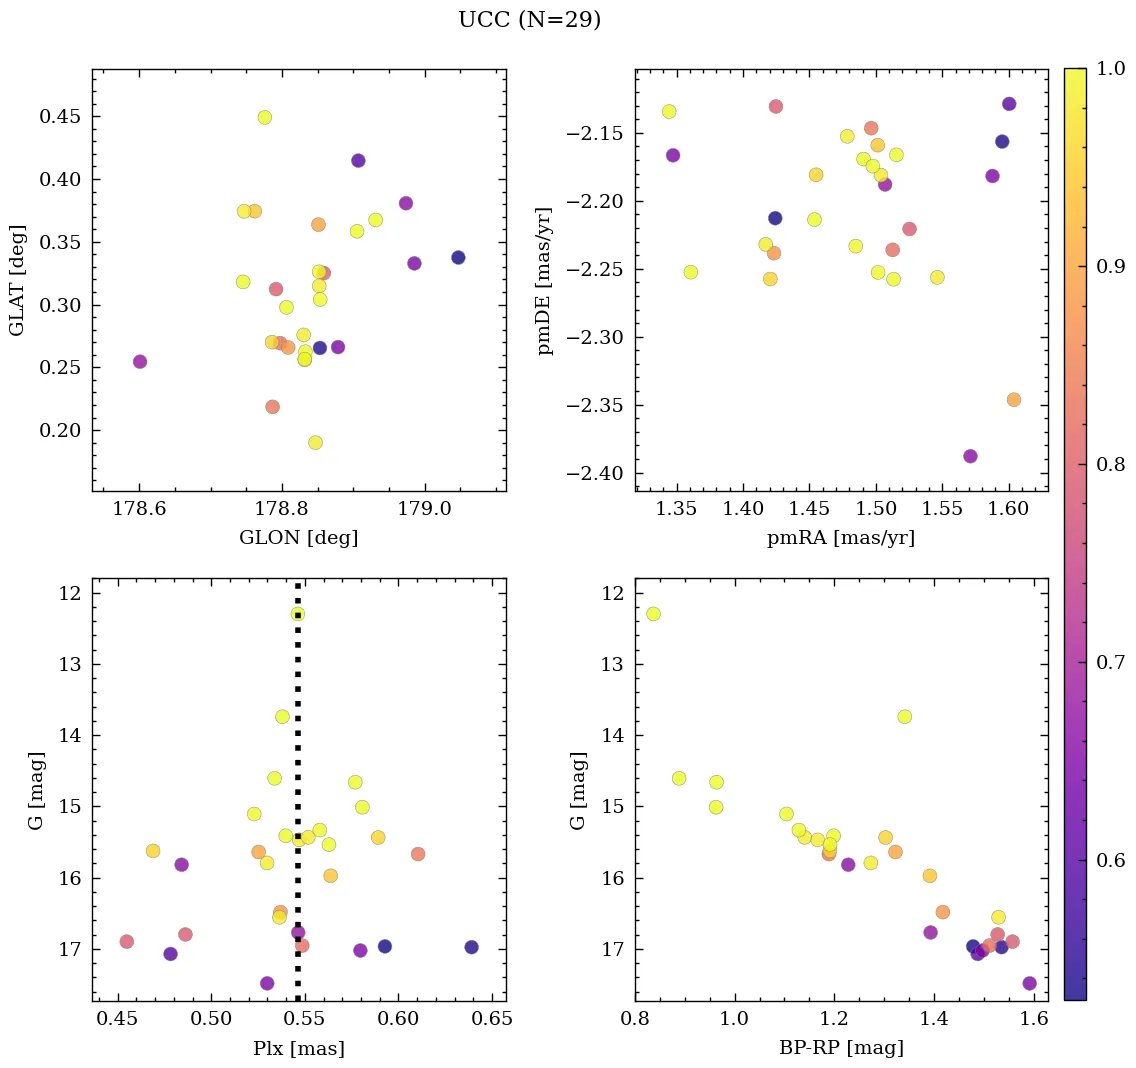 UCC (N=29)
0.45
0.40
0.35
0.30
0.25
0.20
GLAT [deg]
178.6 178.8 179.0
GLON [deg]
−2.15
−2.20
−2.25
−2.30
−2.35
−2.40
pmDE [mas/yr]
1.35 1.40 1.45 1.50 1.55 1.60
pmRA [mas/yr]
1.0
0.9
0.8
0.7
0.6
12
13
14
15
16
17
G [mag]
0.45 0.50 0.55 0.60 0.65
Plx [mas]
12
13
14
15
16
17
G [mag]
0.8 1.0 1.2 1.4 1.6
BP-RP [mag]